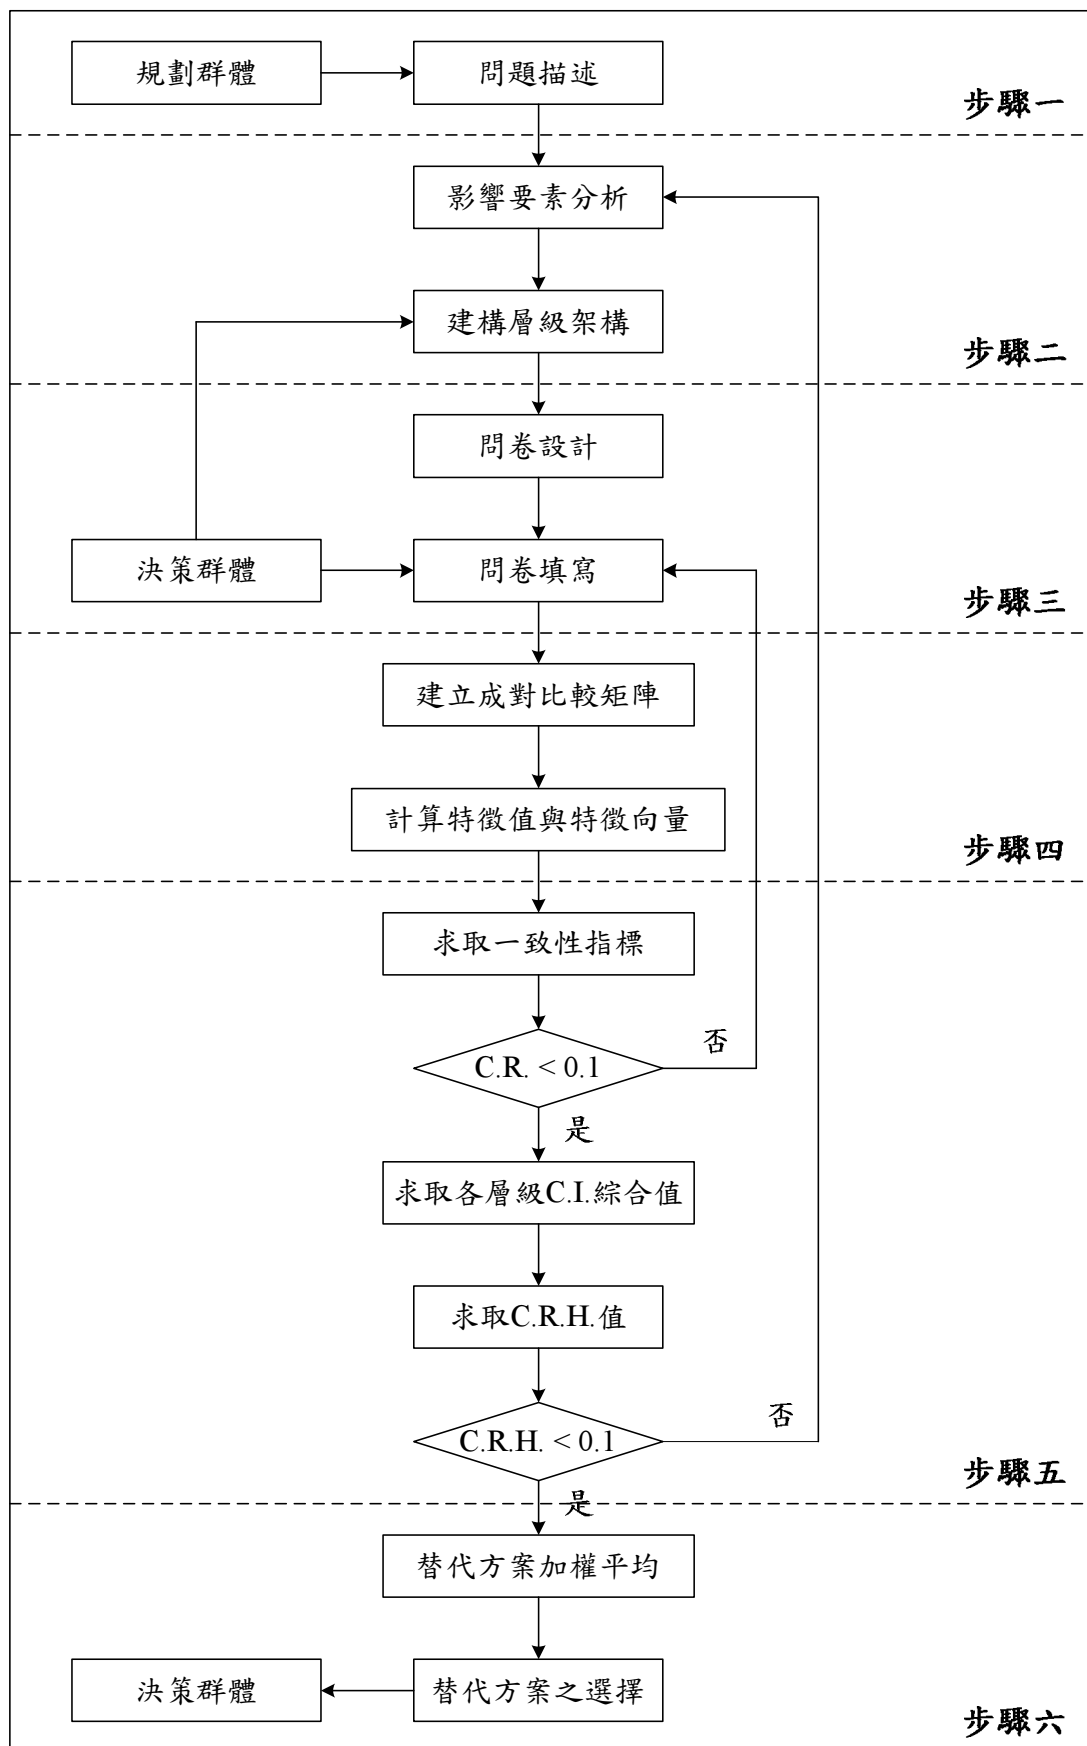 規劃群體
問題描述
步驟一
影響要素分析
建構層級架構
步驟二
問卷設計
決策群體
問卷填寫
步驟三
建立成對比較矩陣
計算特徵值與特徵向量
步驟四
求取一致性指標
C.R. < 0.1
否
是
求取各層級C.I.綜合值
求取C.R.H.值
C.R.H. < 0.1
否
步驟五
是
替代方案加權平均
決策群體
替代方案之選擇
步驟六